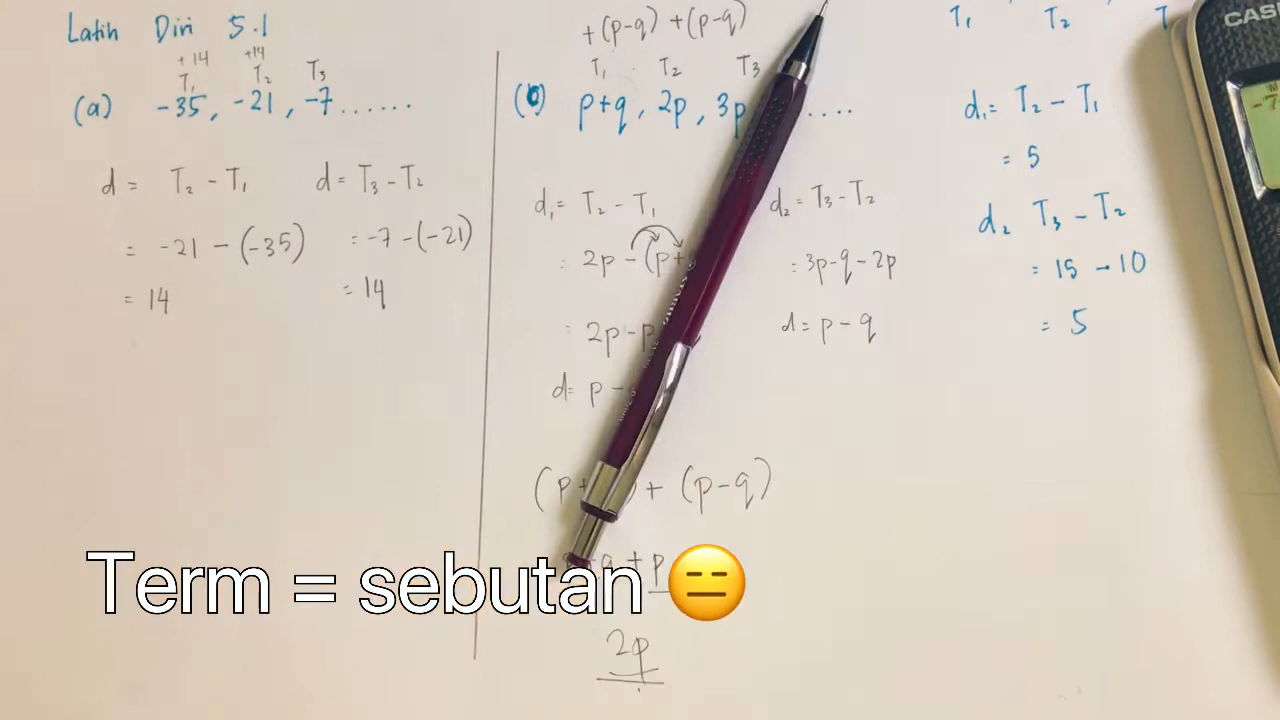 Latih Diri 5.1
+14 +14
T₁ T₂ T₃
(a) -35, -21, -7 ......
d = T₂ - T₁
= -21 - (-35)
= 14
d = T₃ - T₂
= -7 - (-21)
= 14
+(p-q) +(p-q)
T₁ T₂ T₃
p+q, 2p, 3p ....
d₁ = T₂ - T₁
= 2p - (p+
= 2p - p
d = p -
d₂ = T₃ - T₂
= 3p-q-2p
d = p - q
(p+ ) + (p-q)
+ p
2p
T₁ T₂ T
d₁ = T₂ - T₁
= 5
d₂ T₃ - T₂
= 15 - 10
= 5
CAS
-7
Term = sebutan 😑